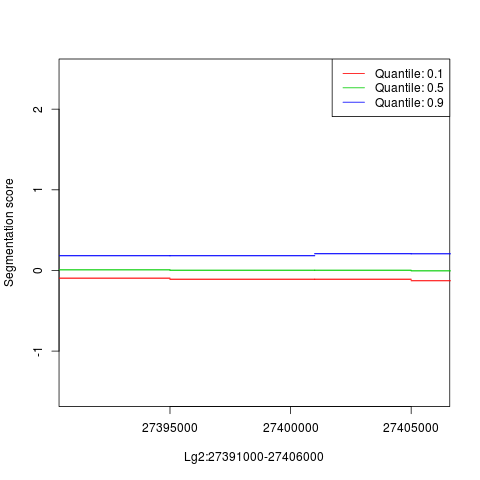 Quantile: 0.1
Quantile: 0.5
Quantile: 0.9
2
1
0
-1
Segmentation score
27395000 27400000 27405000
Lg2:27391000-27406000